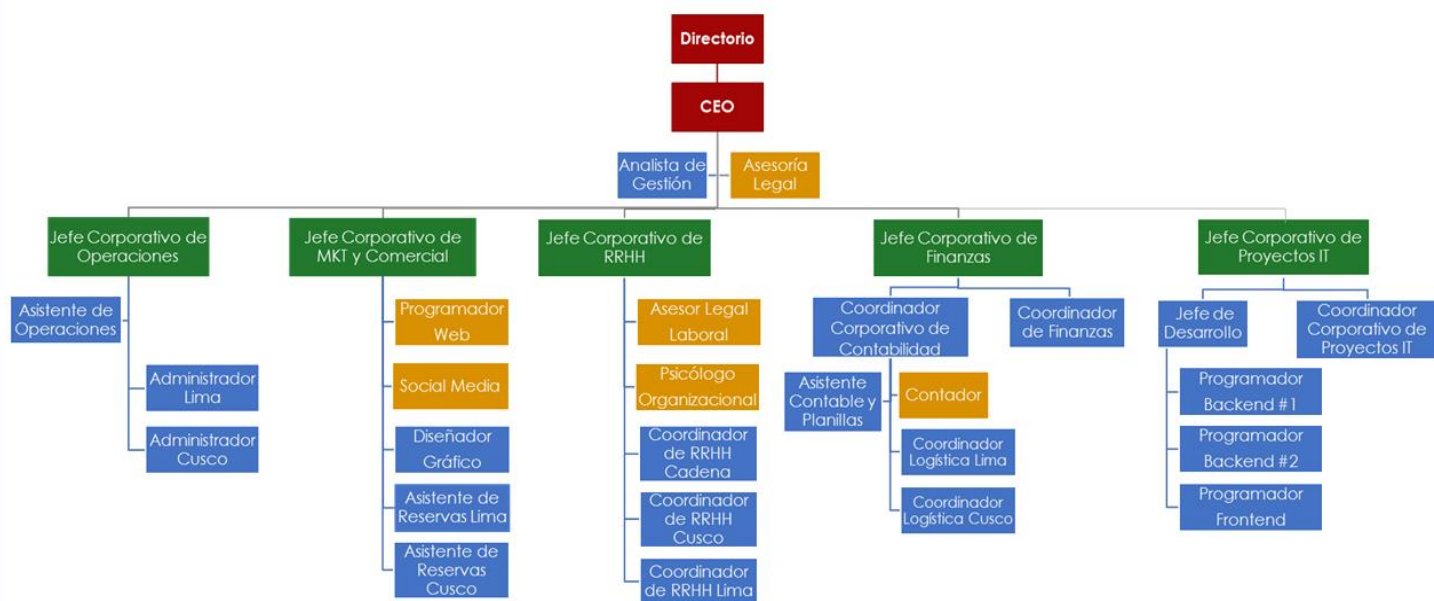 Directorio
CEO
Analista de
Gestión
Asesoría
Legal
Jefe Corporativo de
Operaciones
Jefe Corporativo de
MKT y Comercial
Jefe Corporativo de
RRHH
Jefe Corporativo de
Finanzas
Jefe Corporativo de
Proyectos IT
Asistente de
Operaciones
Administrador
Lima
Administrador
Cusco
Programador
Web
Social Media
Diseñador
Gráfico
Asistente de
Reservas Lima
Asistente de
Reservas
Cusco
Asesor Legal
Laboral
Psicólogo
Organizacional
Coordinador
de RRHH
Cadena
Coordinador
de RRHH
Cusco
Coordinador
de RRHH Lima
Coordinador
Corporativo de
Contabilidad
Coordinador
de Finanzas
Asistente
Contable y
Planillas
Contador
Coordinador
Logística Lima
Coordinador
Logística Cusco
Jefe de
Desarrollo
Coordinador
Corporativo de
Proyectos IT
Programador
Backend #1
Programador
Backend #2
Programador
Frontend